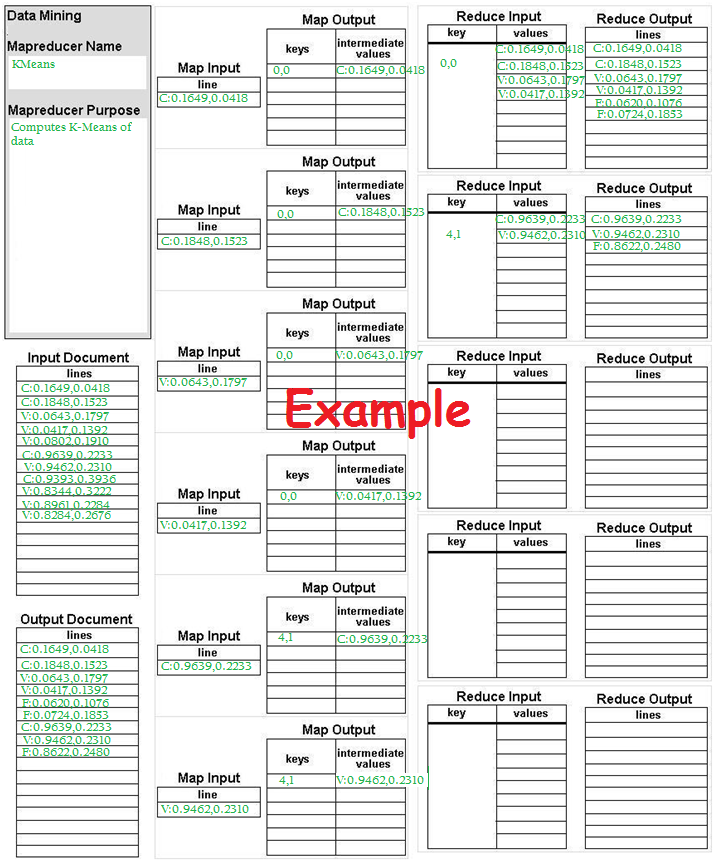 Data Mining
Mapreducer Name
KMeans
Mapreducer Purpose
Computes K-Means of
data
Input Document
lines
C:0.1649,0.0418
C:0.1848,0.1523
V:0.0643,0.1797
V:0.0417,0.1392
V:0.0802,0.1910
C:0.9639,0.2233
V:0.9462,0.2310
C:0.9393,0.3936
V:0.8344,0.3222
V:0.8961,0.2284
V:0.8284,0.2676
Output Document
lines
C:0.1649,0.0418
C:0.1848,0.1523
V:0.0643,0.1797
V:0.0417,0.1392
F:0.0620,0.1076
F:0.0724,0.1853
C:0.9639,0.2233
V:0.9462,0.2310
F:0.8622,0.2480
Map Input
line
C:0.1649,0.0418
Map Output
keys intermediate values
0,0 C:0.1649,0.0418
Map Input
line
C:0.1848,0.1523
Map Output
keys intermediate values
0,0 C:0.1848,0.1523
Map Input
line
V:0.0643,0.1797
Map Output
keys intermediate values
0,0 V:0.0643,0.1797
Example
Map Input
line
V:0.0417,0.1392
Map Output
keys intermediate values
0,0 V:0.0417,0.1392
Map Input
line
C:0.9639,0.2233
Map Output
keys intermediate values
4,1 C:0.9639,0.2233
Map Input
line
V:0.9462,0.2310
Map Output
keys intermediate values
4,1 V:0.9462,0.2310
Reduce Input
key values
0,0
C:0.1649,0.0418
C:0.1848,0.1523
V:0.0643,0.1797
V:0.0417,0.1392
Reduce Output
lines
C:0.1649,0.0418
C:0.1848,0.1523
V:0.0643,0.1797
V:0.0417,0.1392
F:0.0620,0.1076
F:0.0724,0.1853
Reduce Input
key values
4,1
C:0.9639,0.2233
V:0.9462,0.2310
Reduce Output
lines
C:0.9639,0.2233
V:0.9462,0.2310
F:0.8622,0.2480
Reduce Input
key values
Reduce Output
lines
Reduce Input
key values
Reduce Output
lines
Reduce Input
key values
Reduce Output
lines